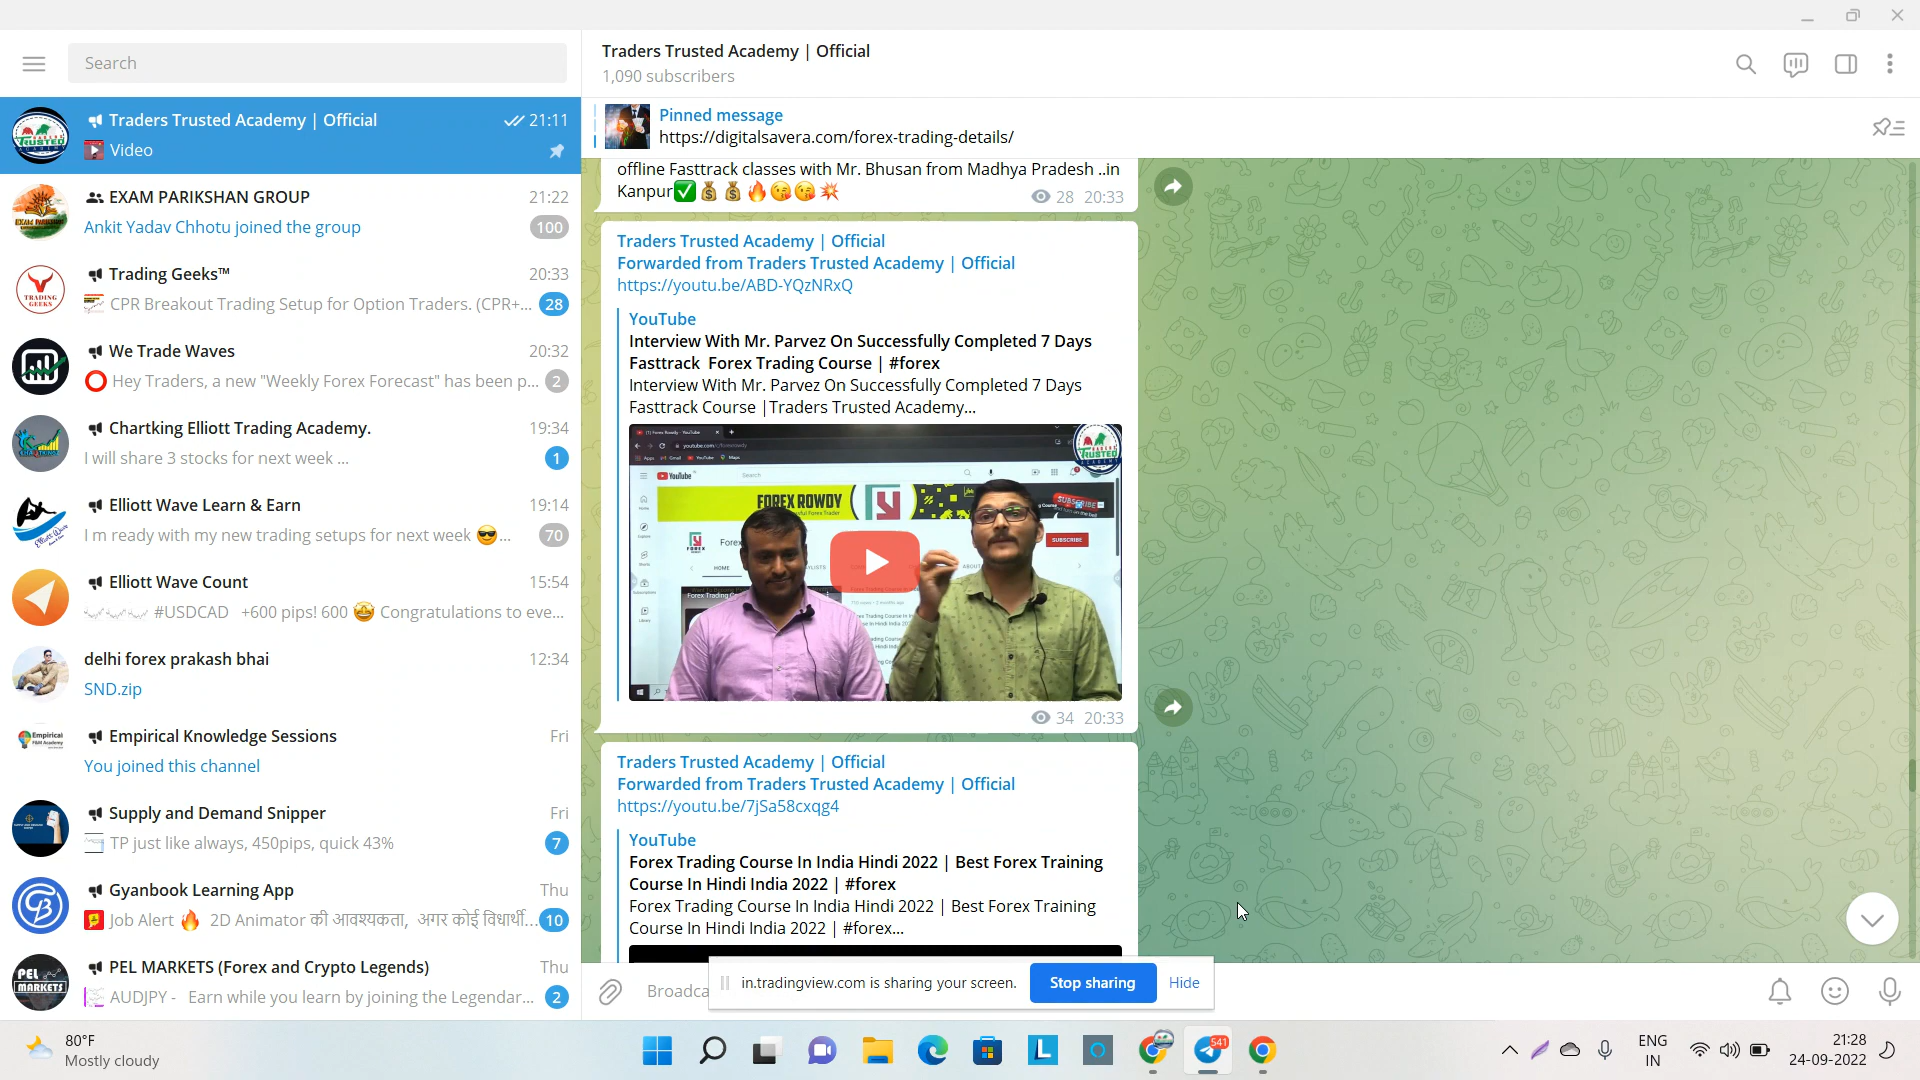 Search
Traders Trusted Academy | Official
21:11
Video
EXAM PARIKSHAN GROUP
21:22
Ankit Yadav Chhotu joined the group
100
Trading Geeks™
20:33
CPR Breakout Trading Setup for Option Traders. (CPR+...
28
We Trade Waves
20:32
Hey Traders, a new "Weekly Forex Forecast" has been p...
2
Chartking Elliott Trading Academy.
19:34
I will share 3 stocks for next week ...
1
Elliott Wave Learn & Earn
19:14
I m ready with my new trading setups for next week 😎...
70
Elliott Wave Count
15:54
#USDCAD +600 pips! 600 🤩 Congratulations to eve...
delhi forex prakash bhai
12:34
SND.zip
Empirical Knowledge Sessions
Fri
You joined this channel
Supply and Demand Snipper
Fri
TP just like always, 450pips, quick 43%
7
Gyanbook Learning App
Thu
Job Alert 🔥 2D Animator की आवश्यकता, अगर कोई विधार्थी...
10
PEL MARKETS (Forex and Crypto Legends)
Thu
AUDJPY - Earn while you learn by joining the Legendar...
2
Traders Trusted Academy | Official
1,090 subscribers
Pinned message
https://digitalsavera.com/forex-trading-details/
offline Fasttrack classes with Mr. Bhusan from Madhya Pradesh ..in
Kanpur✅💰💰🔥😘😘💥
28 20:33
Traders Trusted Academy | Official
Forwarded from Traders Trusted Academy | Official
https://youtu.be/ABD-YQzNRxQ
YouTube
Interview With Mr. Parvez On Successfully Completed 7 Days
Fasttrack Forex Trading Course | #forex
Interview With Mr. Parvez On Successfully Completed 7 Days
Fasttrack Course |Traders Trusted Academy...
YouTube
Search
FOREX ROWDY
SUBSCRIBE
HOME
TRUSTED
34 20:33
Traders Trusted Academy | Official
Forwarded from Traders Trusted Academy | Official
https://youtu.be/7jSa58cxqg4
YouTube
Forex Trading Course In India Hindi 2022 | Best Forex Training
Course In Hindi India 2022 | #forex
Forex Trading Course In India Hindi 2022 | Best Forex Training
Course In Hindi India 2022 | #forex...
Broadca
in.tradingview.com is sharing your screen.
Stop sharing
Hide
80°F
Mostly cloudy
541
ENG
IN
21:28
24-09-2022